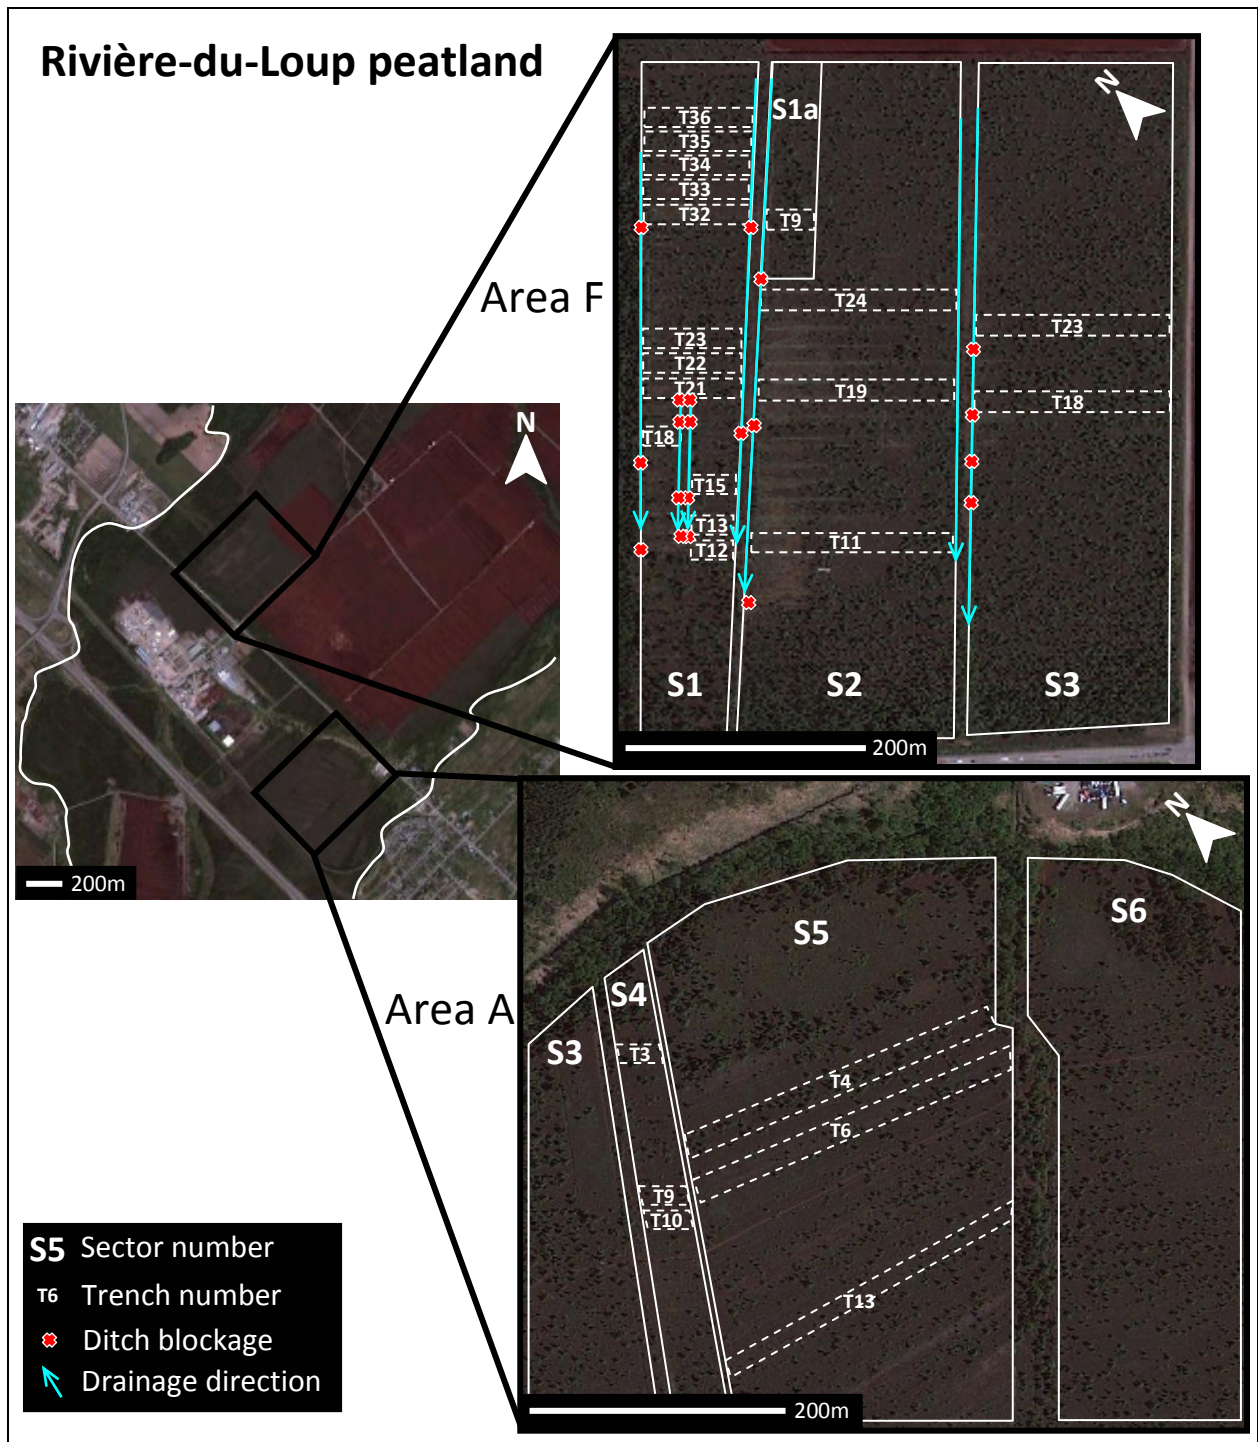 Rivière-du-Loup peatland
N
S1a
T36
T35
T34
T33
T32
T9
Area F
T24
T23
T23
T22
T21
T19
T18
T18
T15
T13
T12
T11
S1
S2
S3
200m
N
200m
N
S6
S5
S4
Area A
S3
T3
T4
T6
T9
T10
T13
200m
S5 Sector number
T6 Trench number
Ditch blockage
Drainage direction